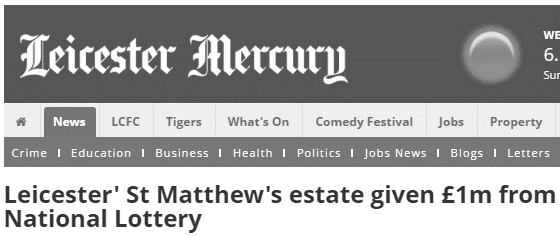 Leicester Mercury
WE
6.
Sun
News LCFC Tigers What's On Comedy Festival Jobs Property
Crime Education Business Health Politics Jobs News Blogs Letters
Leicester' St Matthew's estate given £1m from
National Lottery